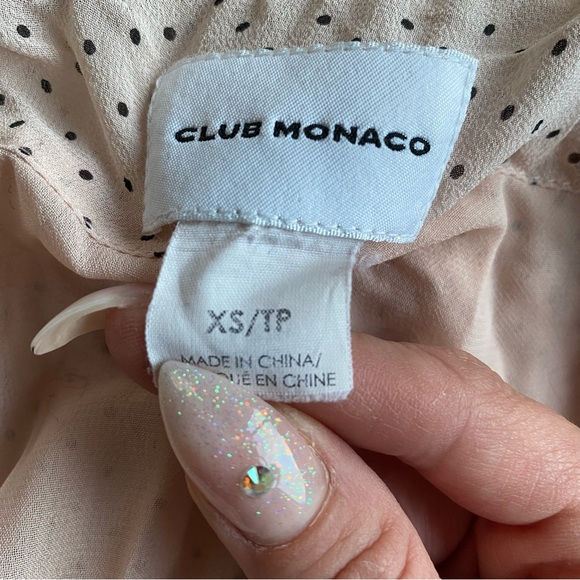 CLUB MONACO
XS/TP
MADE IN CHINA/
EN CHINE